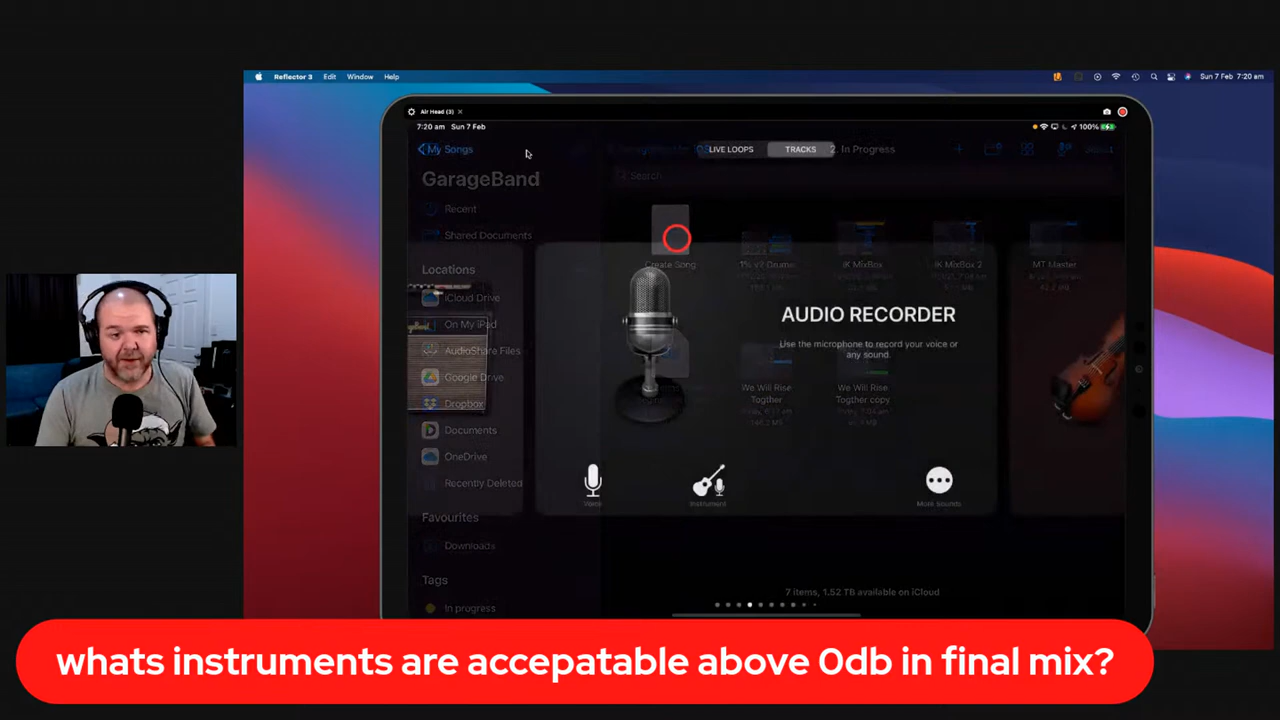 Reflector 3 Edit Window Help
Sun 7 Feb 7:20 am
Air Head (3)
7:20 am Sun 7 Feb
100%
My Songs
LIVE LOOPS
TRACKS
2. In Progress
GarageBand
Search
Recent
Shared Documents
Locations
iCloud Drive
On My iPad
AudioShare Files
Google Drive
Dropbox
Documents
OneDrive
Recently Deleted
Favourites
Downloads
Tags
In progress
Create Song
IK MixBox
IK MixBox 2
MT Master
AUDIO RECORDER
Use the microphone to record your voice or
any sound.
We Will Rise
Togther
We Will Rise
Togther copy
Voice
Instrument
More Sounds
7 items, 1.52 TB available on iCloud
whats instruments are accepatable above 0db in final mix?